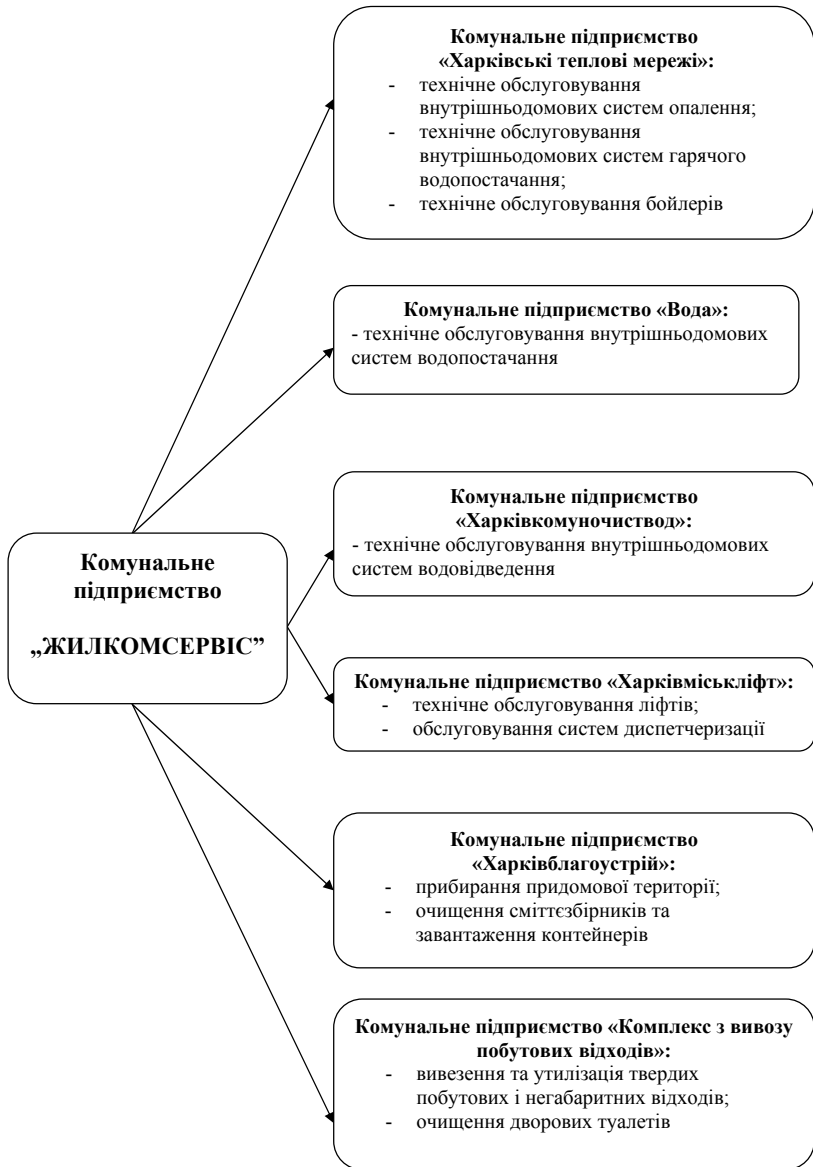 Комунальне підприємство
«Харківські теплові мережі»:
- технічне обслуговування
внутрішньодомових систем опалення;
- технічне обслуговування
внутрішньодомових систем гарячого
водопостачання;
- технічне обслуговування бойлерів
Комунальне підприємство «Вода»:
- технічне обслуговування внутрішньодомових
систем водопостачання
Комунальне підприємство
«Харківкомуночиствод»:
- технічне обслуговування внутрішньодомових
систем водовідведення
Комунальне
підприємство
„ЖИЛКОМСЕРВІС”
Комунальне підприємство «Харківміськліфт»:
- технічне обслуговування ліфтів;
- обслуговування систем диспетчеризації
Комунальне підприємство
«Харківблагоустрій»:
- прибирання придомової території;
- очищення сміттєзбірників та
завантаження контейнерів
Комунальне підприємство «Комплекс з вивозу
побутових відходів»:
- вивезення та утилізація твердих
побутових і негабаритних відходів;
- очищення дворових туалетів